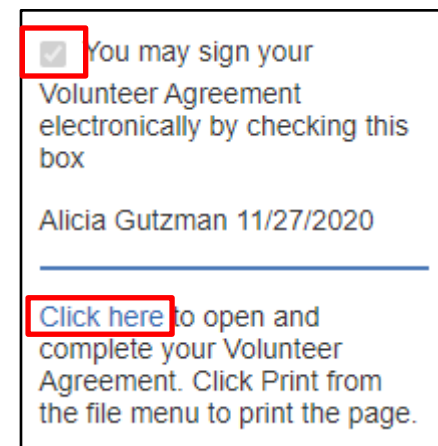 You may sign your
Volunteer Agreement
electronically by checking this
box
Alicia Gutzman 11/27/2020
Click here to open and
complete your Volunteer
Agreement. Click Print from
the file menu to print the page.